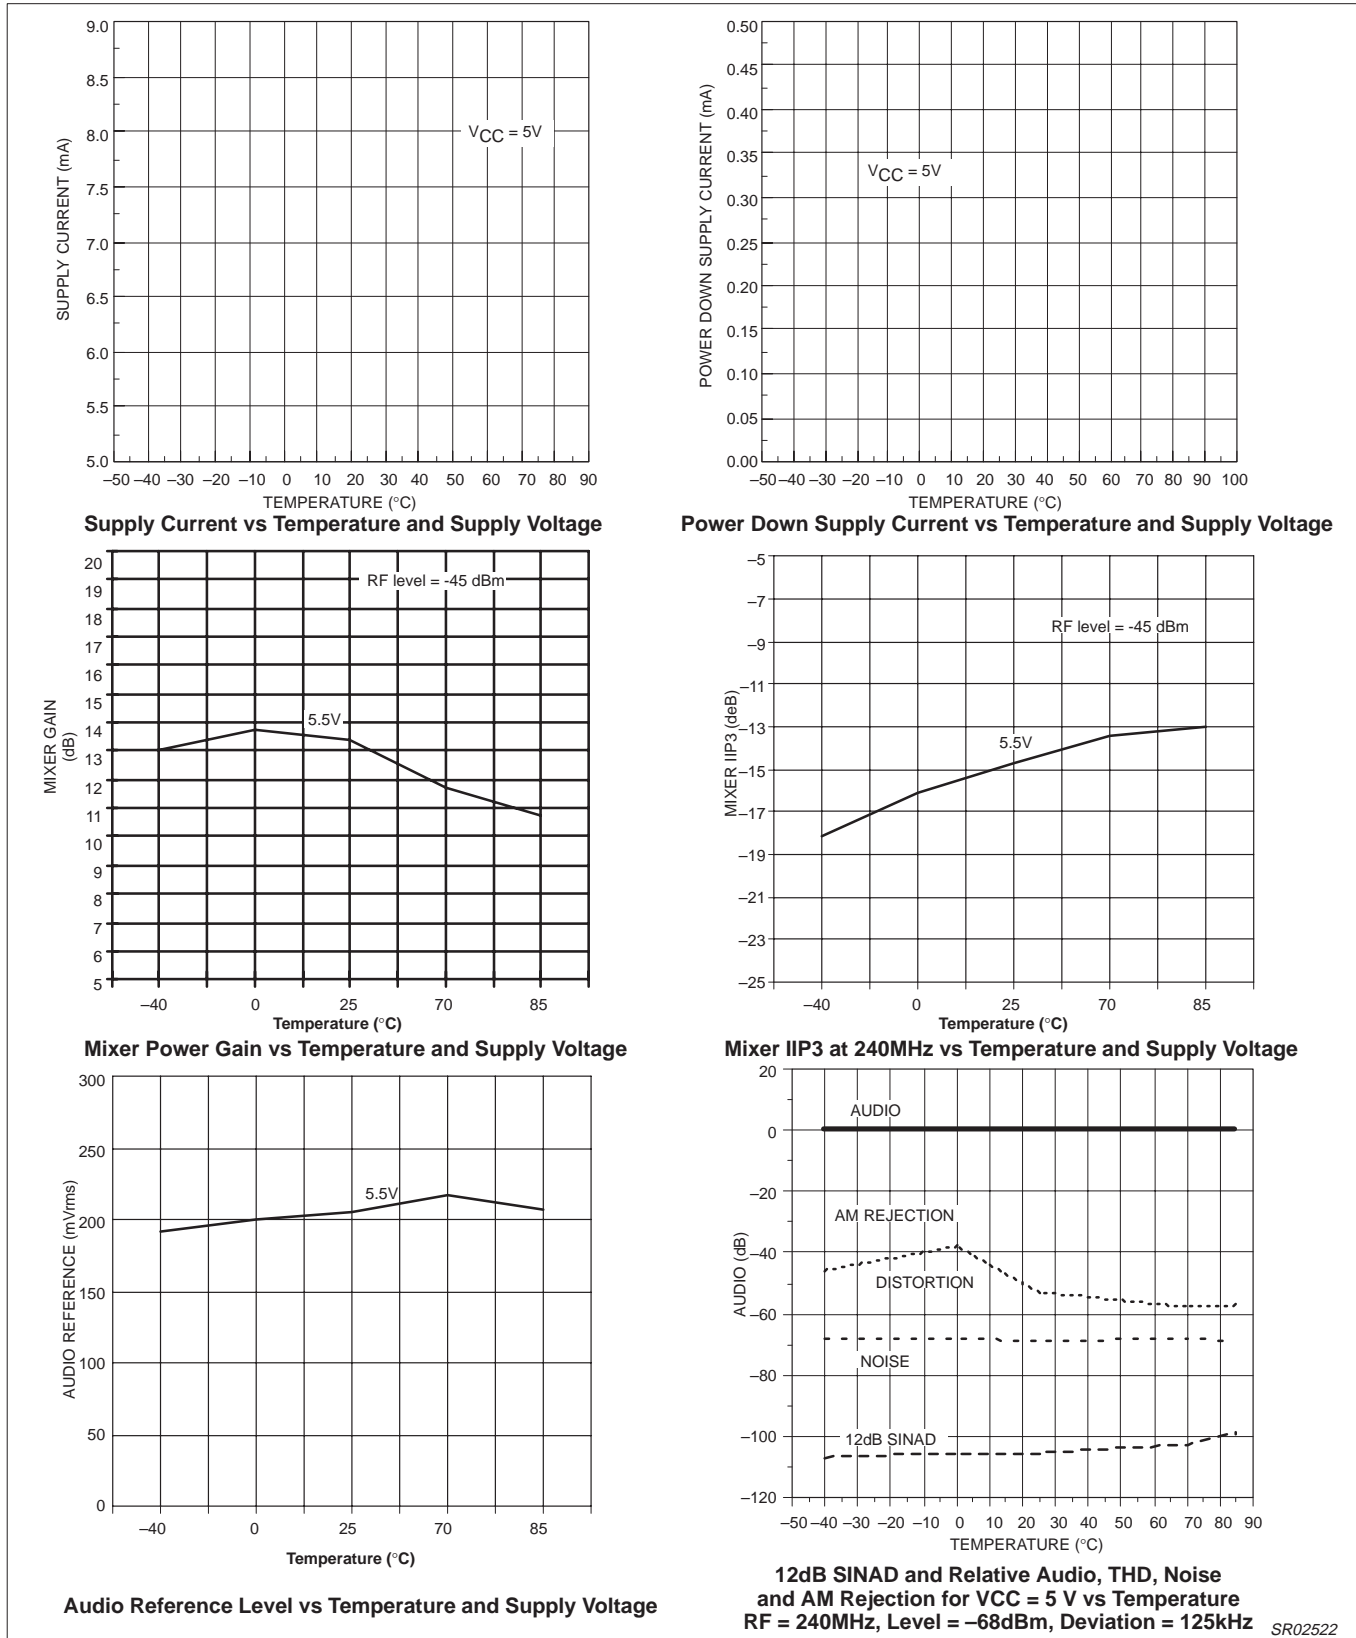 9.0
8.5
8.0
7.5
7.0
6.5
6.0
5.5
5.0
SUPPLY CURRENT (mA)
VCC = 5V
–50 –40 –30 –20 –10 0 10 20 30 40 50 60 70 80 90
TEMPERATURE (°C)
Supply Current vs Temperature and Supply Voltage
0.50
0.45
0.40
0.35
0.30
0.25
0.20
0.15
0.10
0.05
0.00
POWER DOWN SUPPLY CURRENT (mA)
VCC = 5V
–50 –40 –30 –20 –10 0 10 20 30 40 50 60 70 80 90 100
TEMPERATURE (°C)
Power Down Supply Current vs Temperature and Supply Voltage
20
19
18
17
16
15
14
13
12
11
10
9
8
7
6
5
MIXER GAIN
(dB)
RF level = -45 dBm
5.5V
–40 0 25 70 85
Temperature (°C)
Mixer Power Gain vs Temperature and Supply Voltage
–5
–7
–9
–11
–13
–15
–17
–19
–21
–23
–25
MIXER IIP3 (deB)
RF level = -45 dBm
5.5V
–40 0 25 70 85
Temperature (°C)
Mixer IIP3 at 240MHz vs Temperature and Supply Voltage
300
250
200
150
100
50
0
AUDIO REFERENCE (mVrms)
5.5V
–40 0 25 70 85
Temperature (°C)
Audio Reference Level vs Temperature and Supply Voltage
20
0
–20
–40
–60
–80
–100
–120
AUDIO (dB)
AUDIO
AM REJECTION
DISTORTION
NOISE
12dB SINAD
–50 –40 –30 –20 –10 0 10 20 30 40 50 60 70 80 90
TEMPERATURE (°C)
12dB SINAD and Relative Audio, THD, Noise
and AM Rejection for VCC = 5 V vs Temperature
RF = 240MHz, Level = –68dBm, Deviation = 125kHz
SR02522